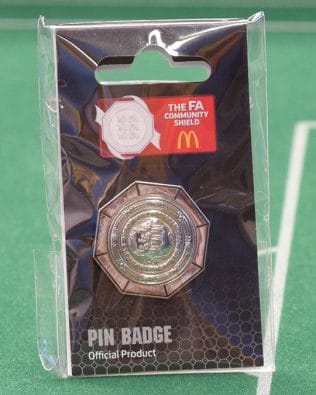 THE FA
COMMUNITY
SHIELD
PIN BADGE
Official Product